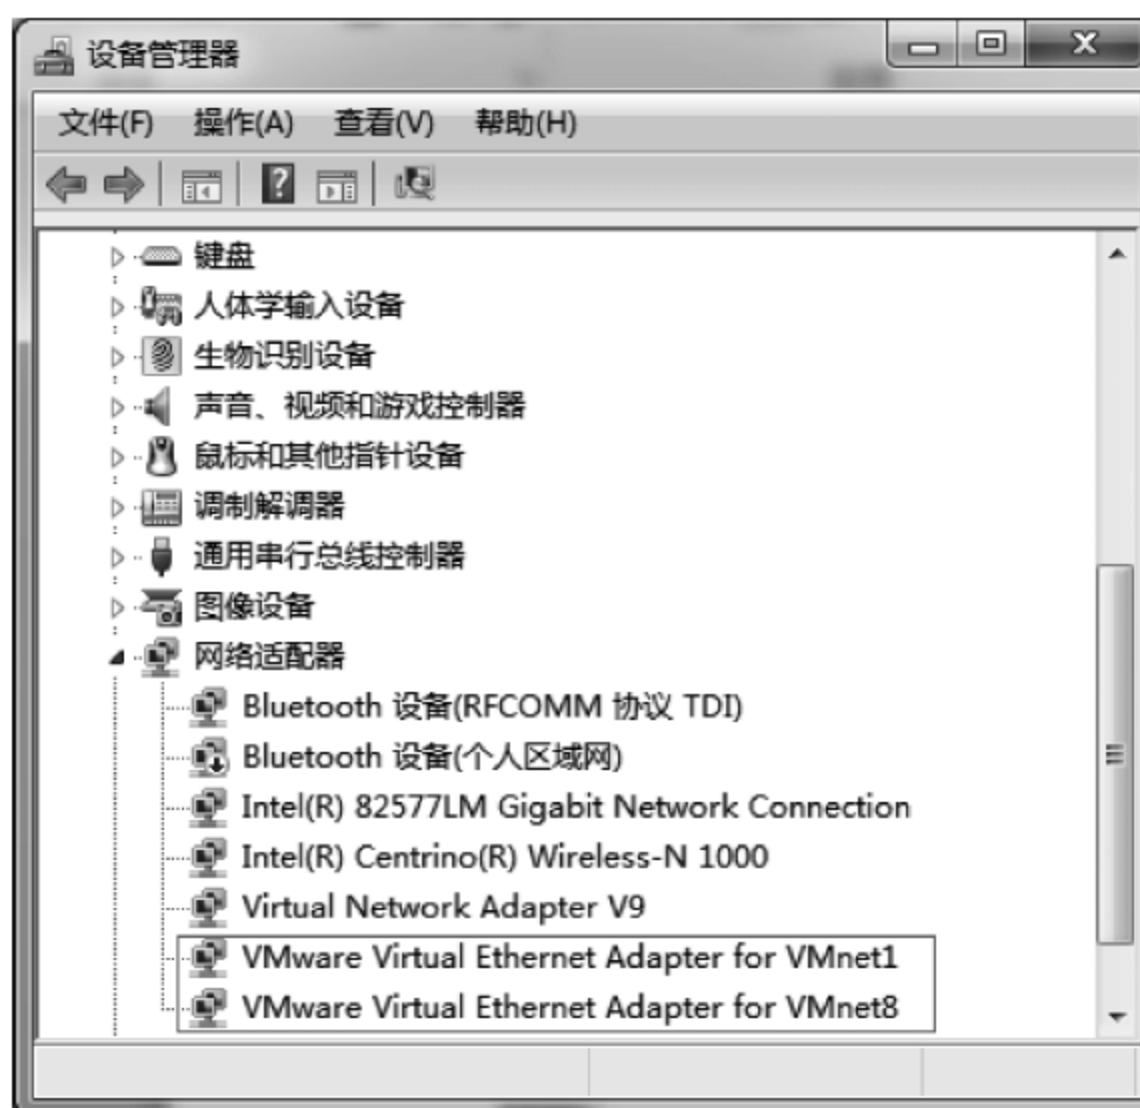 设备管理器
文件(F) 操作(A) 查看(V) 帮助(H)
键盘
人体学输入设备
生物识别设备
声音、视频和游戏控制器
鼠标和其他指针设备
调制解调器
通用串行总线控制器
图像设备
网络适配器
Bluetooth 设备(RFCOMM 协议 TDI)
Bluetooth 设备(个人区域网)
Intel(R) 82577LM Gigabit Network Connection
Intel(R) Centrino(R) Wireless-N 1000
Virtual Network Adapter V9
VMware Virtual Ethernet Adapter for VMnet1
VMware Virtual Ethernet Adapter for VMnet8